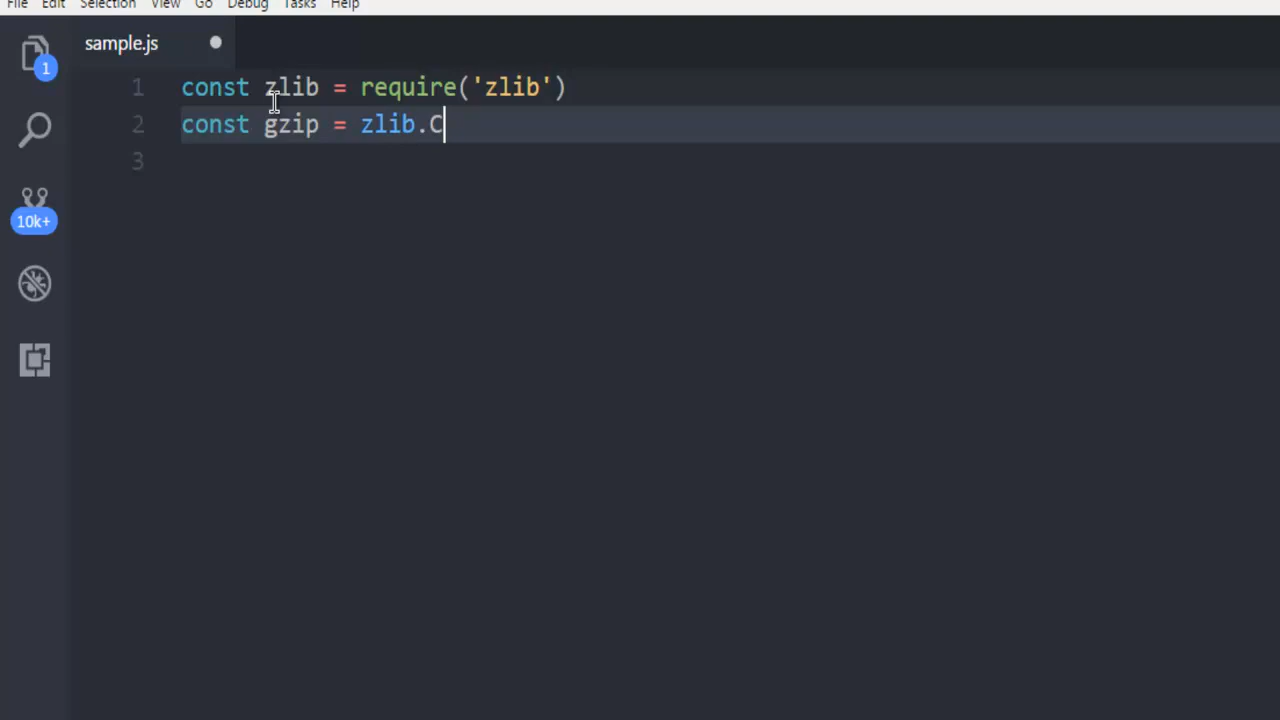 File Edit Selection View Go Debug Tasks Help
sample.js
1
1 const zlib = require('zlib')
2 const gzip = zlib.C
3
10k+